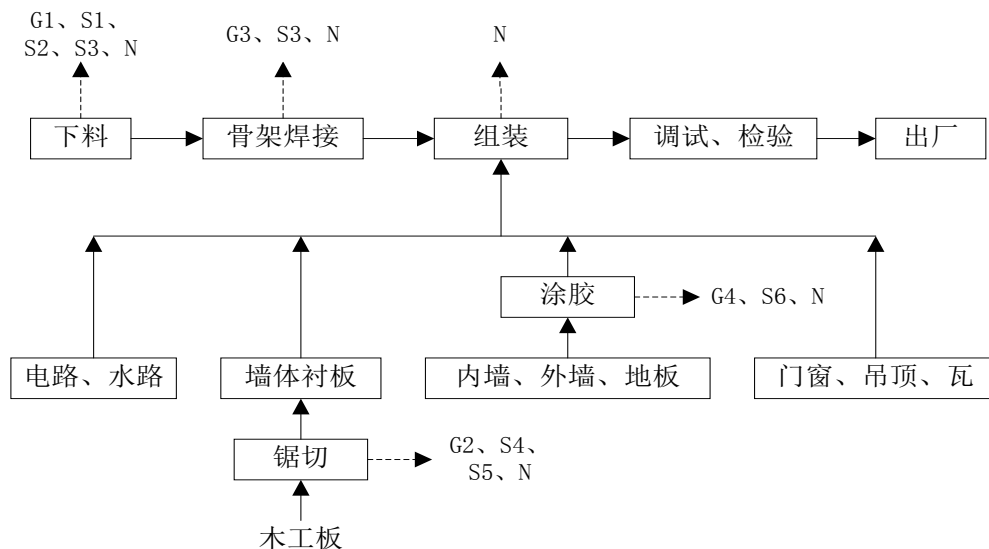 G1、S1、
S2、S3、N
G3、S3、N
N
下料
骨架焊接
组装
调试、检验
出厂
涂胶
G4、S6、N
电路、水路
墙体衬板
内墙、外墙、地板
门窗、吊顶、瓦
锯切
G2、S4、
S5、N
木工板